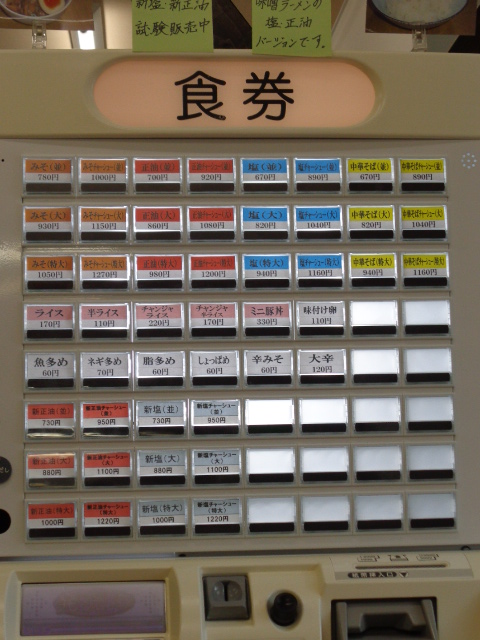 新塩・新正油
試験販売中
味噌ラーメンの
塩・正油
バージョンです。
食券
みそ(並) みそチャーシュー(並) 正油(並) 正油チャーシュー(並) 塩(並) 塩チャーシュー(並) 中華そば(並) 中華そばチャーシュー(並)
780円 1000円 700円 920円 670円 890円 670円 890円
みそ(大) みそチャーシュー(大) 正油(大) 正油チャーシュー(大) 塩(大) 塩チャーシュー(大) 中華そば(大) 中華そばチャーシュー(大)
930円 1150円 860円 1080円 820円 1040円 820円 1040円
みそ(特大) みそチャーシュー(特大) 正油(特大) 正油チャーシュー(特大) 塩(特大) 塩チャーシュー(特大) 中華そば(特大) 中華そばチャーシュー(特大)
1050円 1270円 980円 1200円 940円 1160円 940円 1160円
ライス 半ライス チャンジャライス チャンジャ半ライス ミニ豚丼 味付け卵
170円 110円 220円 170円 330円 110円
魚多め ネギ多め 脂多め しょっぱめ 辛みそ 大辛
60円 70円 60円 60円 60円 120円
新正油(並) 新正油チャーシュー(並) 新塩(並) 新塩チャーシュー(並)
730円 950円 730円 950円
新正油(大) 新正油チャーシュー(大) 新塩(大) 新塩チャーシュー(大)
880円 1100円 880円 1100円
新正油(特大) 新正油チャーシュー(特大) 新塩(特大) 新塩チャーシュー(特大)
1000円 1220円 1000円 1220円